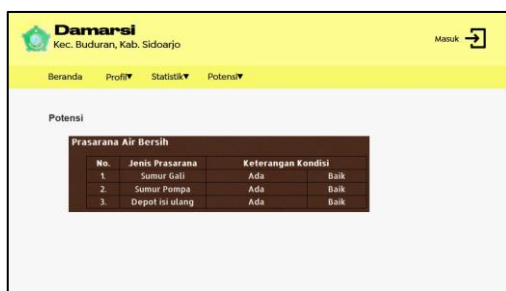 Damarsi
Kec. Buduran, Kab. Sidoarjo
Masuk
Beranda Profil▼ Statistik▼ Potensi▼
Potensi
Prasarana Air Bersih
No. Jenis Prasarana Keterangan Kondisi
1. Sumur Gali Ada Baik
2. Sumur Pompa Ada Baik
3. Depot isi ulang Ada Baik